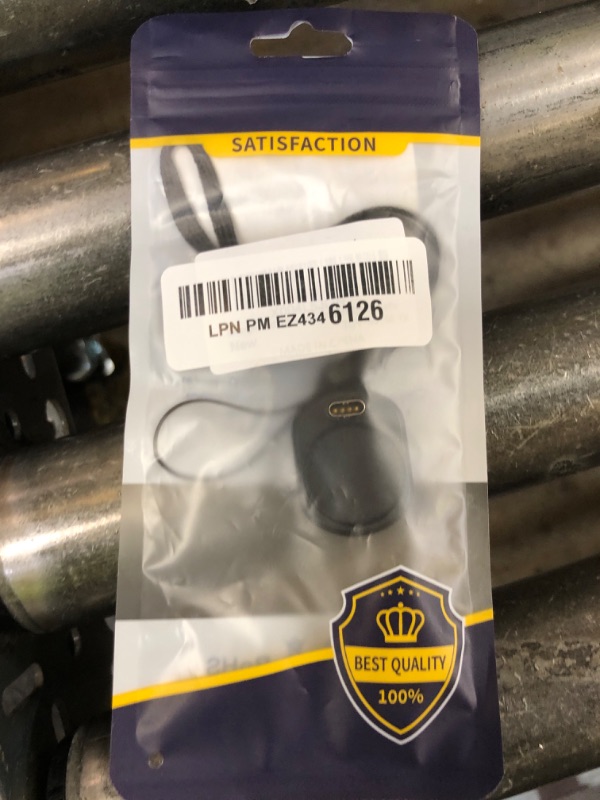 SATISFACTION
LPN PM EZ4346126
BEST QUALITY
100%